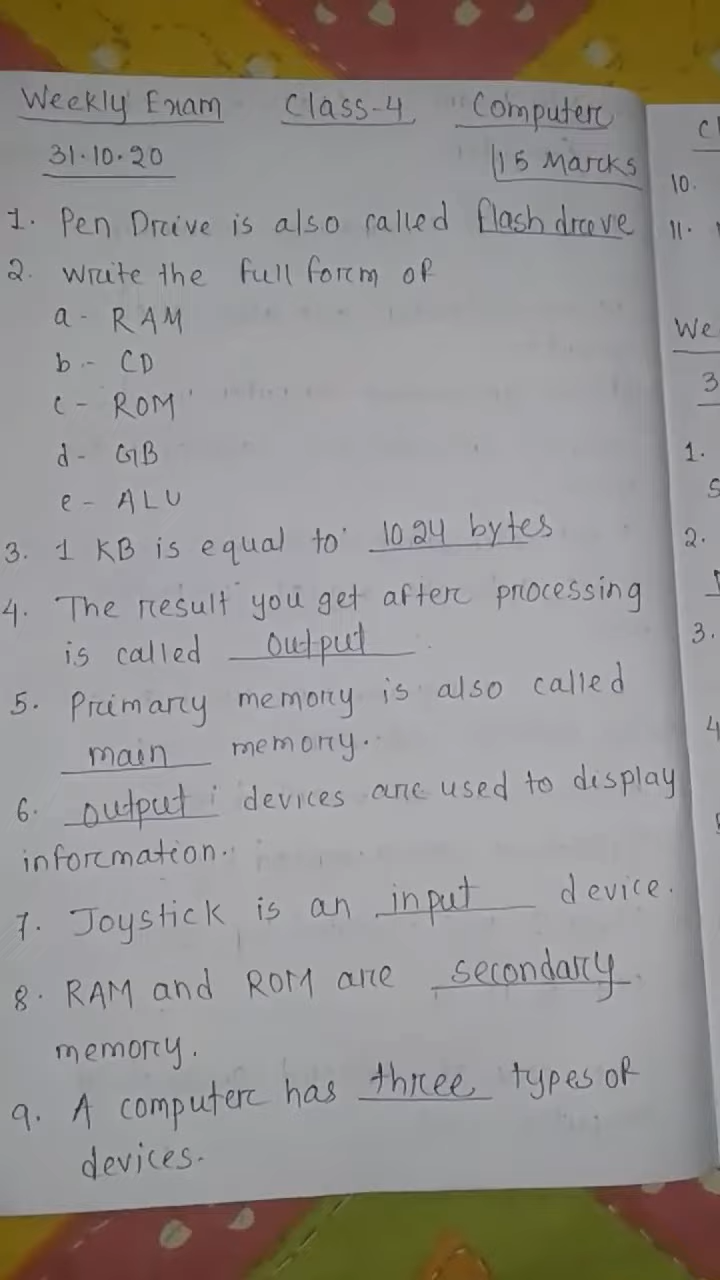 Weekly Exam Class-4 Computer
31.10.20 15 Marks
1. Pen Drive is also called flash drove
2. Write the full form of
a - RAM
b - CD
c - ROM
d - GB
e - ALU
3. 1 KB is equal to 1024 bytes
4. The result you get after processing
is called output.
5. Primary memory is also called
main memory.
6. output devices are used to display
information.
7. Joystick is an input device.
8. RAM and ROM are secondary
memory.
9. A computer has three types of
devices.
Cl
10.
11.
We
3
1.
S
2.
3.
4